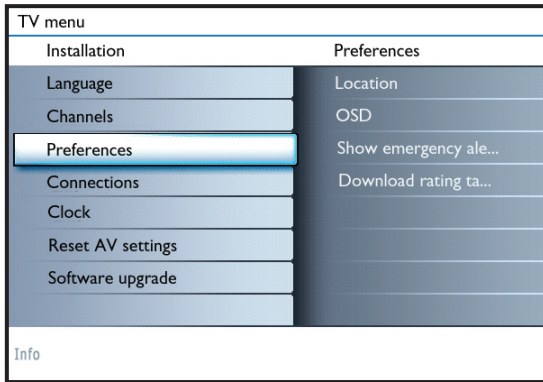 TV menu
Installation
Preferences
Language
Location
Channels
OSD
Preferences
Show emergency ale...
Connections
Download rating ta...
Clock
Reset AV settings
Software upgrade
Info